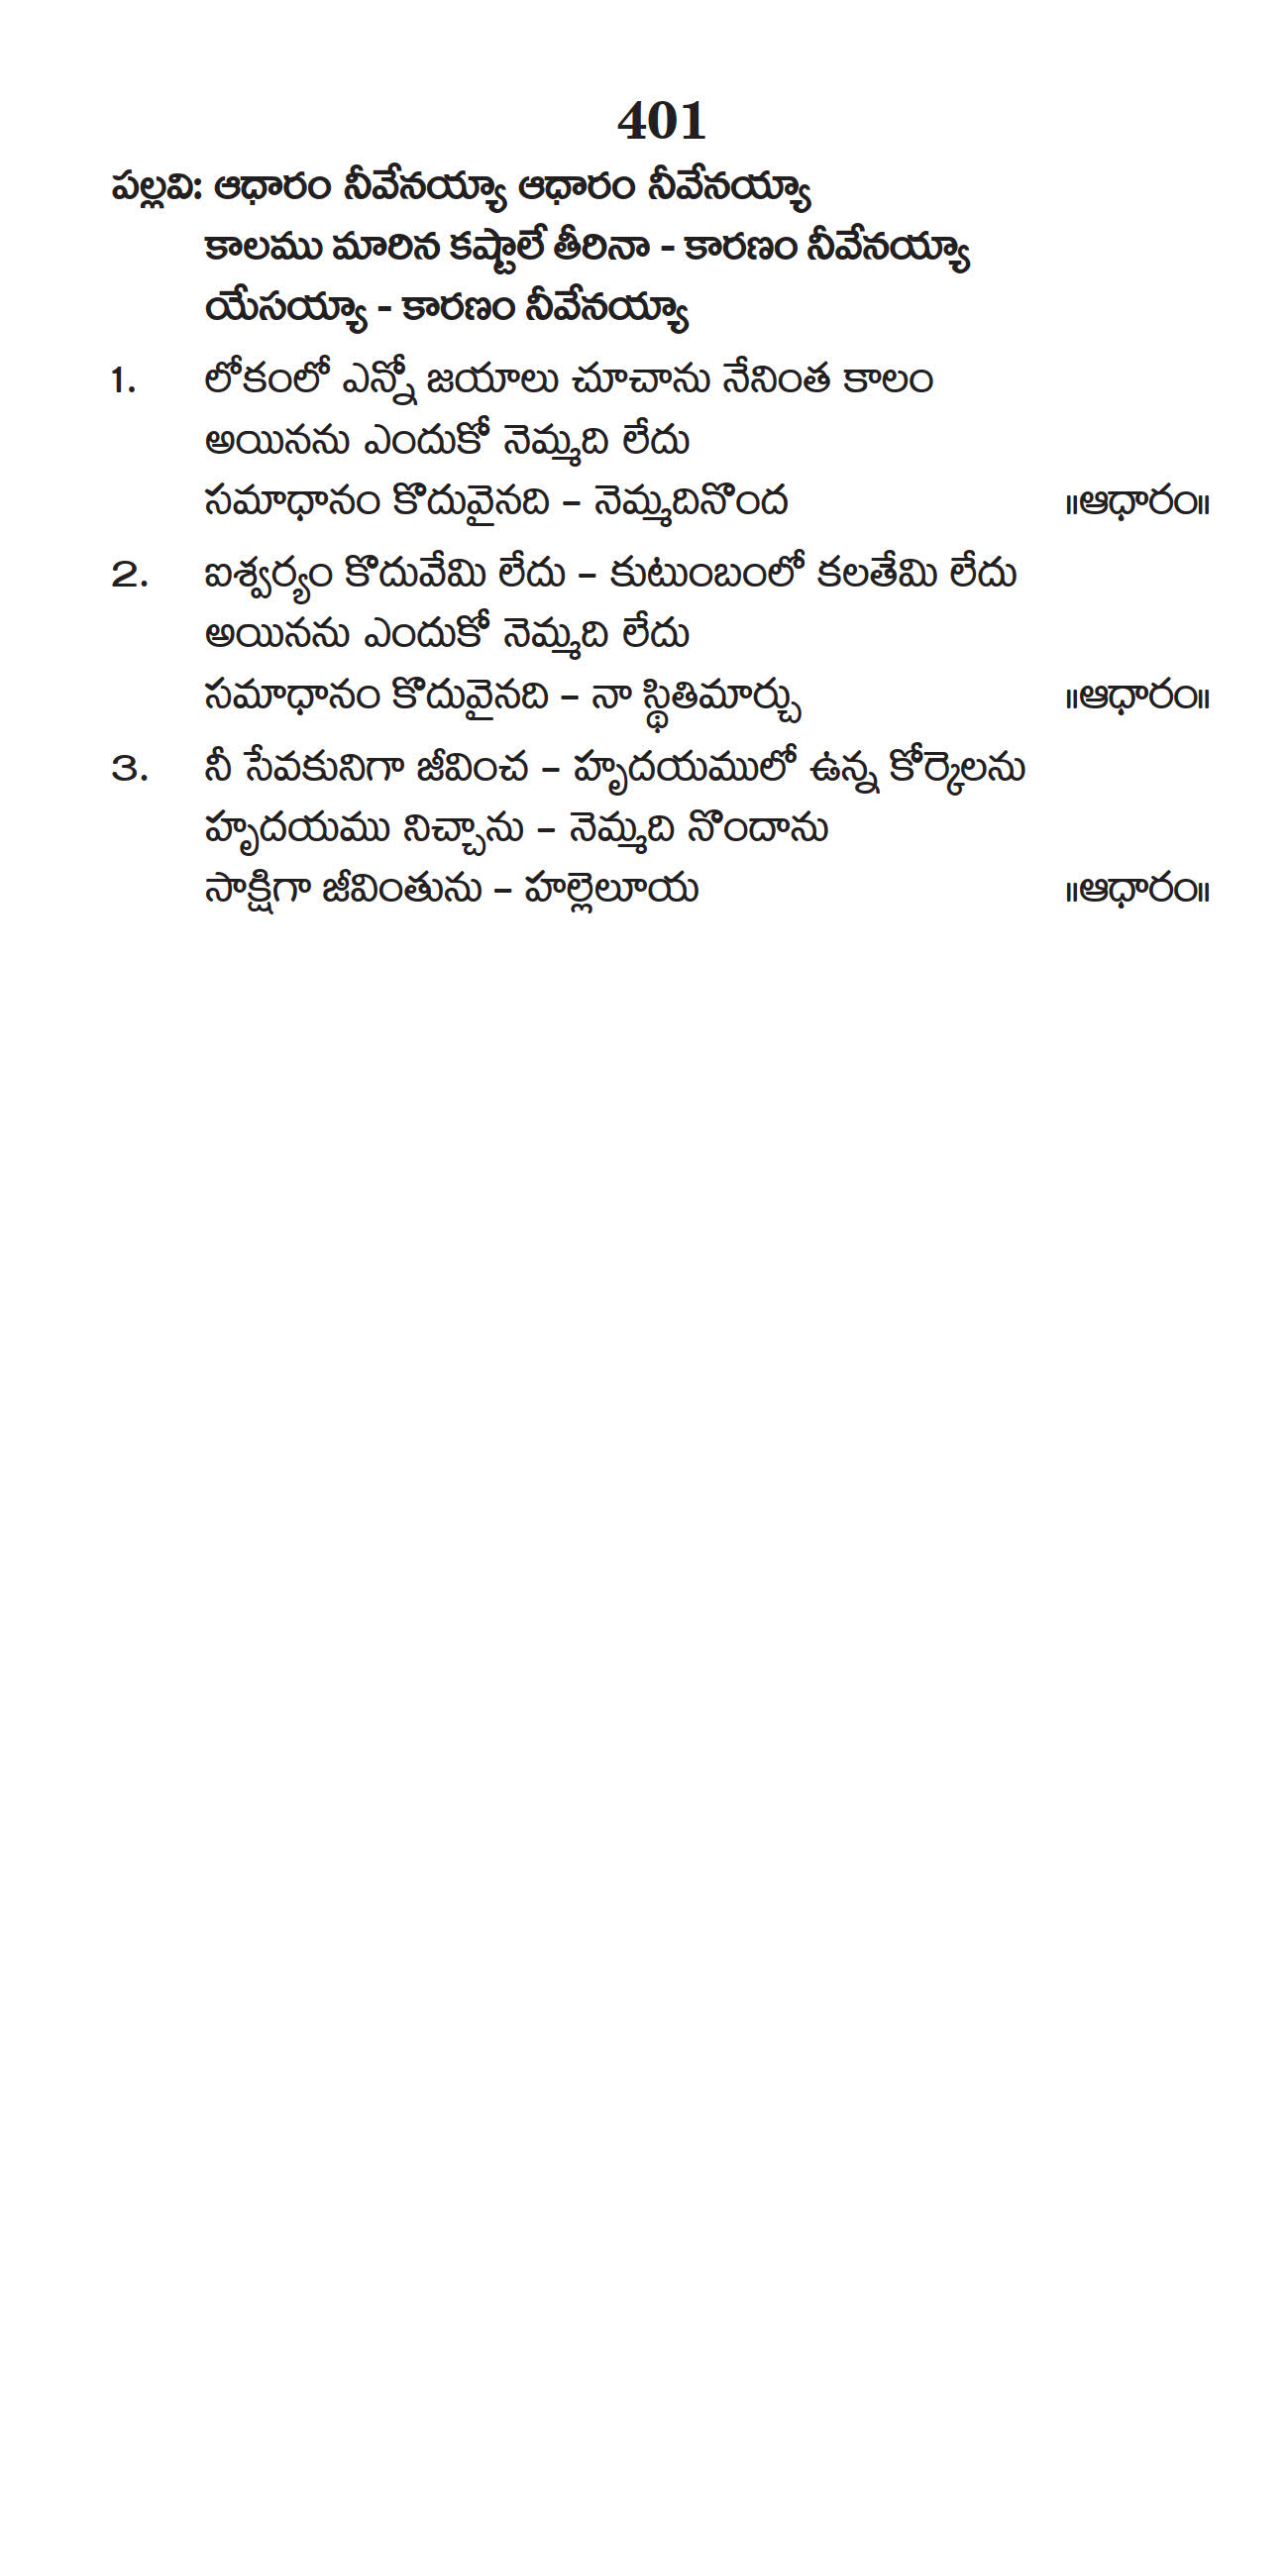 401
పల్లవి: ఆధారం నీవేనయ్యా ఆధారం నీవేనయ్యా
కాలము మారిన కష్టాలే తీరినా - కారణం నీవేనయ్యా
యేసయ్యా - కారణం నీవేనయ్యా
1. లోకంలో ఎన్నో జయాలు చూచాను నేనింత కాలం
అయినను ఎందుకో నెమ్మది లేదు
సమాధానం కొదువైనది – నెమ్మదినొంద ॥ఆధారం॥
2. ఐశ్వర్యం కొదువేమి లేదు – కుటుంబంలో కలతేమి లేదు
అయినను ఎందుకో నెమ్మది లేదు
సమాధానం కొదువైనది – నా స్థితిమార్చు ॥ఆధారం॥
3. నీ సేవకునిగా జీవించ – హృదయములో ఉన్న కోర్కెలను
హృదయము నిచ్చాను – నెమ్మది నొందాను
సాక్షిగా జీవింతును – హల్లెలూయ ॥ఆధారం॥